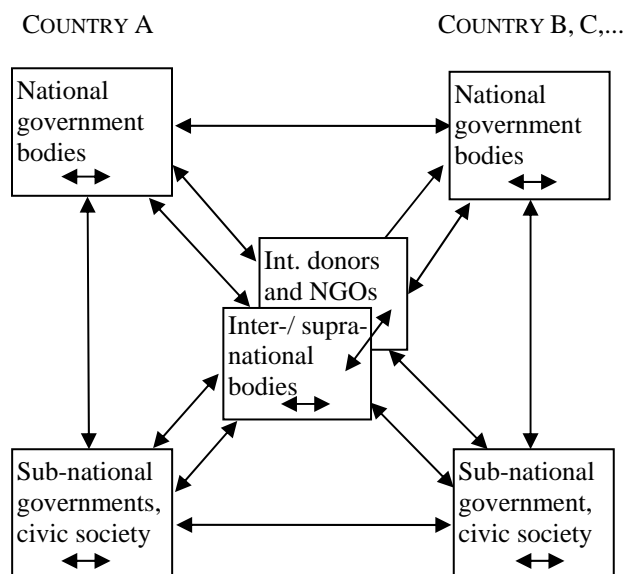 COUNTRY A
COUNTRY B, C,...
National
government
bodies
National
government
bodies
Int. donors
and NGOs
Inter-/ supra-
national
bodies
Sub-national
governments,
civic society
Sub-national
government,
civic society